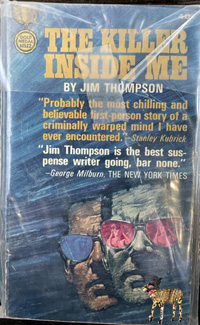 THE KILLER
INSIDE ME
BY JIM THOMPSON
"Probably the most chilling and
believable first-person story of a
criminally warped mind I have
ever encountered."-Stanley Kubrick
"Jim Thompson is the best sus-
pense writer going, bar none."
-George Milburn, THE NEW YORK TIMES